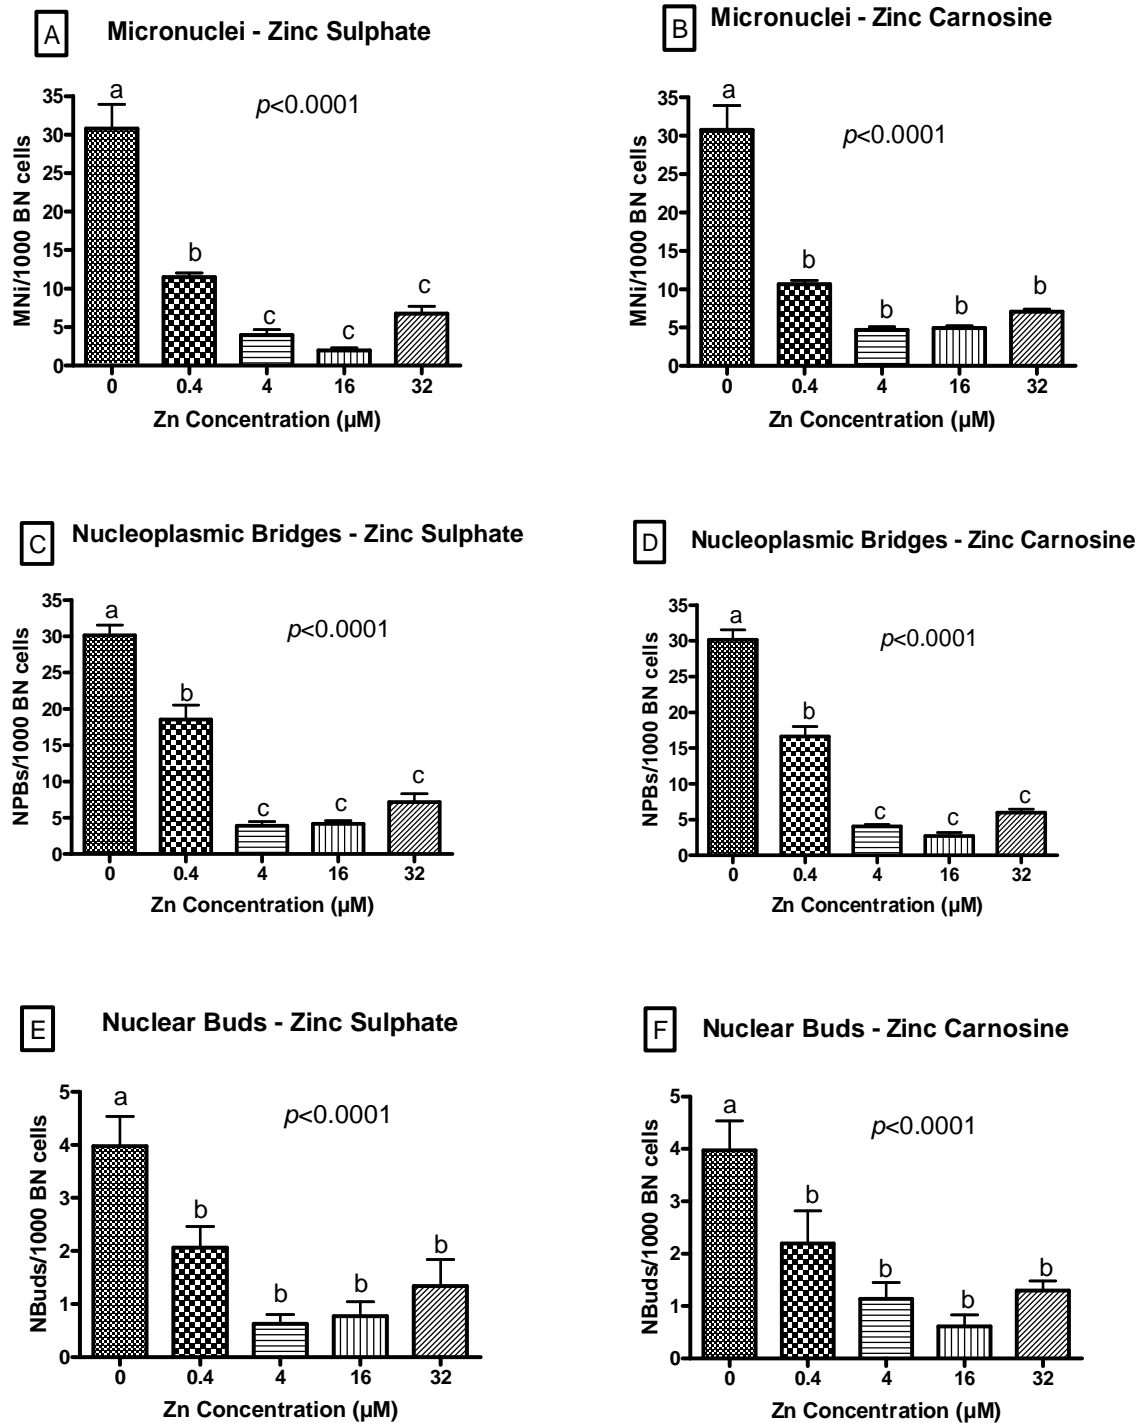 A
Micronuclei - Zinc Sulphate
MNi/1000 BN cells
35
30
25
20
15
10
5
0
a
b
c
c
c
p<0.0001
0 0.4 4 16 32
Zn Concentration (µM)
B
Micronuclei - Zinc Carnosine
MNi/1000 BN cells
35
30
25
20
15
10
5
0
a
b
b
b
b
p<0.0001
0 0.4 4 16 32
Zn Concentration (µM)
C
Nucleoplasmic Bridges - Zinc Sulphate
NPBs/1000 BN cells
35
30
25
20
15
10
5
0
a
b
c
c
c
p<0.0001
0 0.4 4 16 32
Zn Concentration (µM)
D
Nucleoplasmic Bridges - Zinc Carnosine
NPBs/1000 BN cells
35
30
25
20
15
10
5
0
a
b
c
c
c
p<0.0001
0 0.4 4 16 32
Zn Concentration (µM)
E
Nuclear Buds - Zinc Sulphate
NBuds/1000 BN cells
5
4
3
2
1
0
a
b
b
b
b
p<0.0001
0 0.4 4 16 32
Zn Concentration (µM)
F
Nuclear Buds - Zinc Carnosine
NBuds/1000 BN cells
5
4
3
2
1
0
a
b
b
b
b
p<0.0001
0 0.4 4 16 32
Zn Concentration (µM)